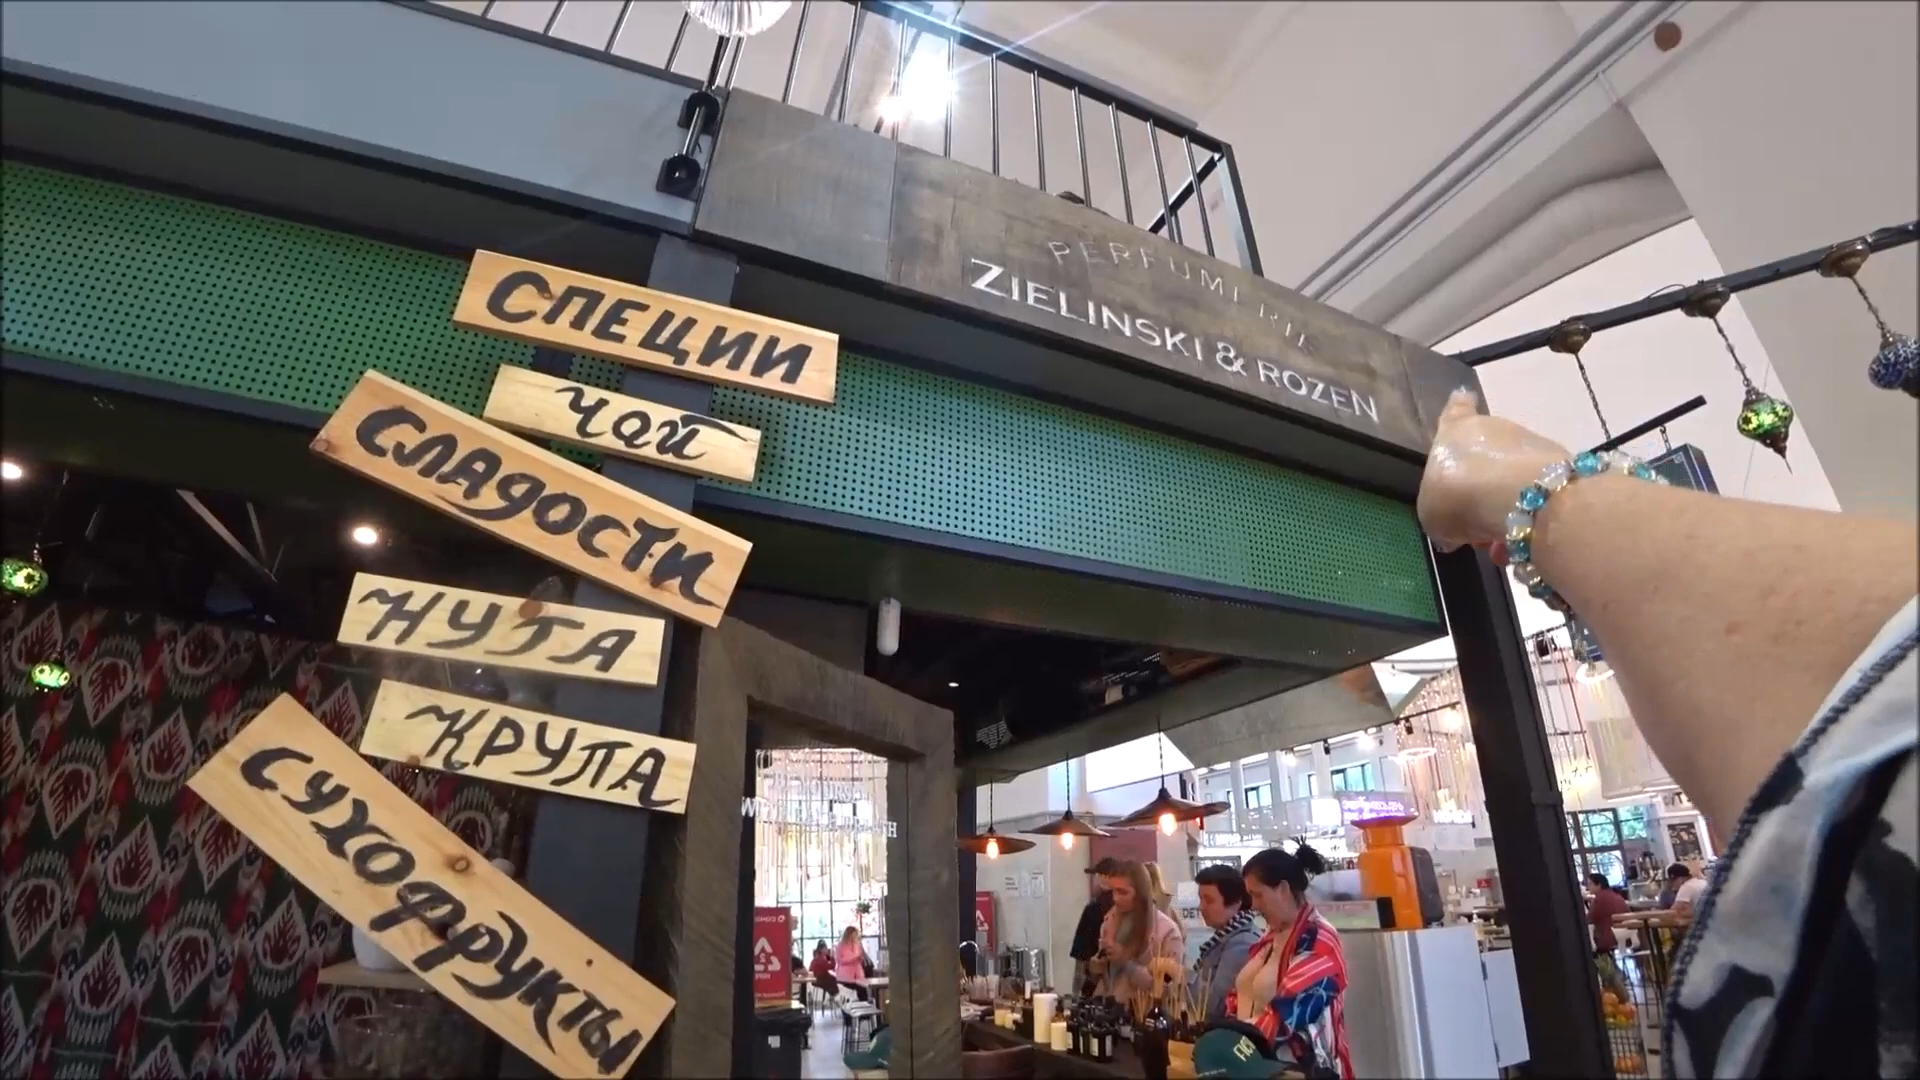 СПЕЦИИ
чай
СЛАДОСТИ
НУГА
КРУПА
СУХОФРУКТЫ
PERFUMERIA
ZIELINSKI & ROZEN